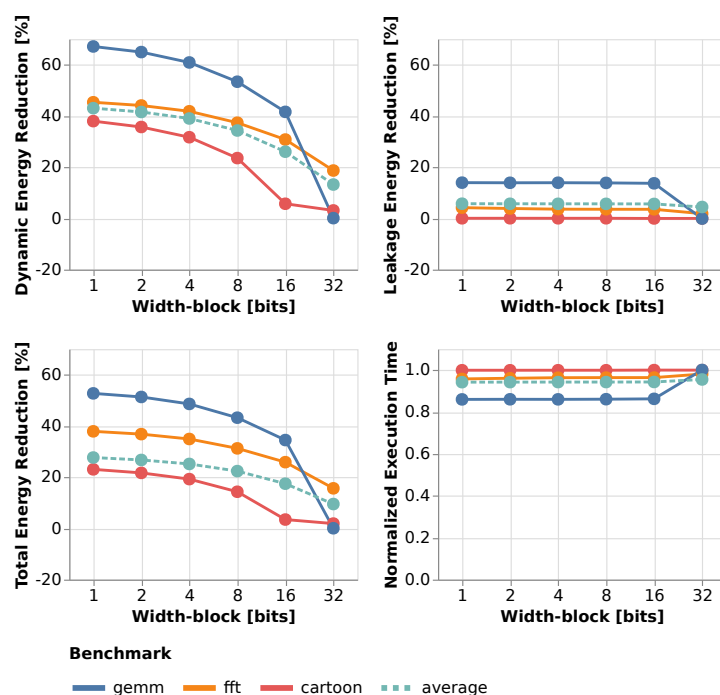 Dynamic Energy Reduction [%]
60
40
20
0
-20
1 2 4 8 16 32
Width-block [bits]
Leakage Energy Reduction [%]
60
40
20
0
-20
1 2 4 8 16 32
Width-block [bits]
Total Energy Reduction [%]
60
40
20
0
-20
1 2 4 8 16 32
Width-block [bits]
Normalized Execution Time
1.0
0.8
0.6
0.4
0.2
0.0
1 2 4 8 16 32
Width-block [bits]
Benchmark
gemm fft cartoon average